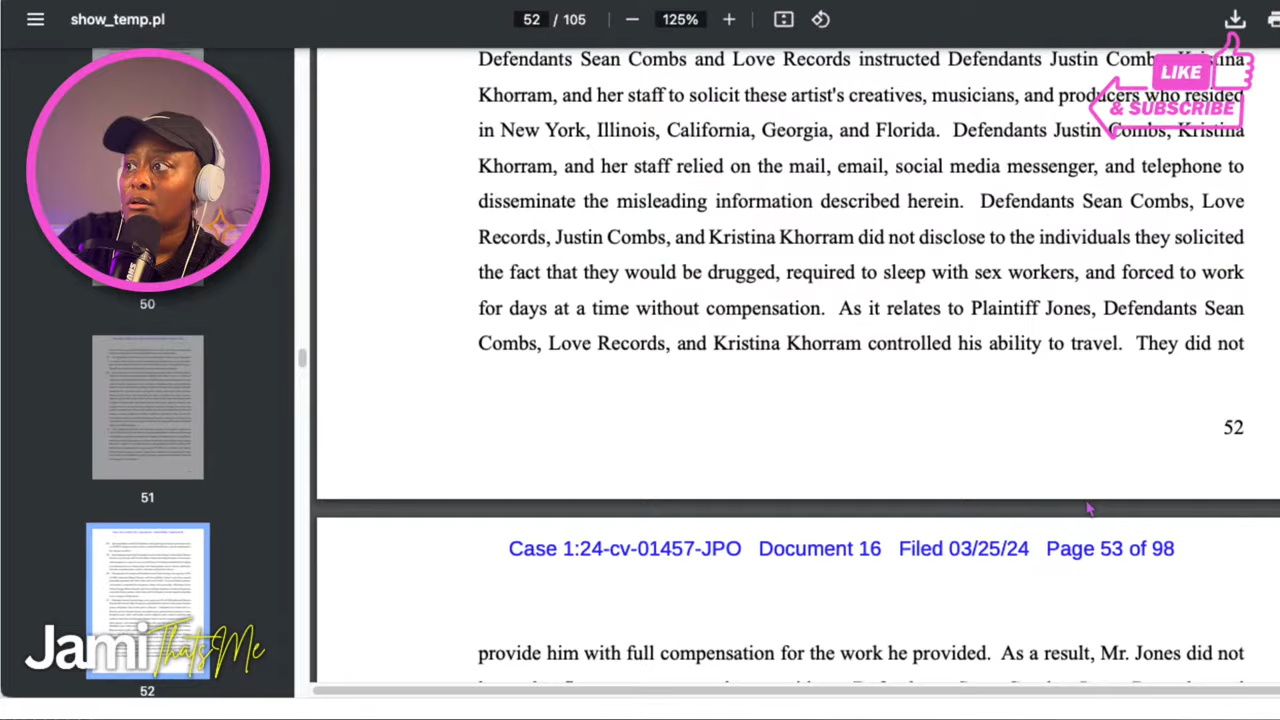 show_temp.pl
52 / 105
125%
LIKE
& SUBSCRIBE
Defendants Sean Combs and Love Records instructed Defendants Justin Combs, Kristina
Khorram, and her staff to solicit these artist's creatives, musicians, and producers who resided
in New York, Illinois, California, Georgia, and Florida. Defendants Justin Combs, Kristina
Khorram, and her staff relied on the mail, email, social media messenger, and telephone to
disseminate the misleading information described herein. Defendants Sean Combs, Love
Records, Justin Combs, and Kristina Khorram did not disclose to the individuals they solicited
the fact that they would be drugged, required to sleep with sex workers, and forced to work
for days at a time without compensation. As it relates to Plaintiff Jones, Defendants Sean
Combs, Love Records, and Kristina Khorram controlled his ability to travel. They did not
52
Case 1:24-cv-01457-JPO Document 16 Filed 03/25/24 Page 53 of 98
provide him with full compensation for the work he provided. As a result, Mr. Jones did not
50
51
52
Jami That'sMe